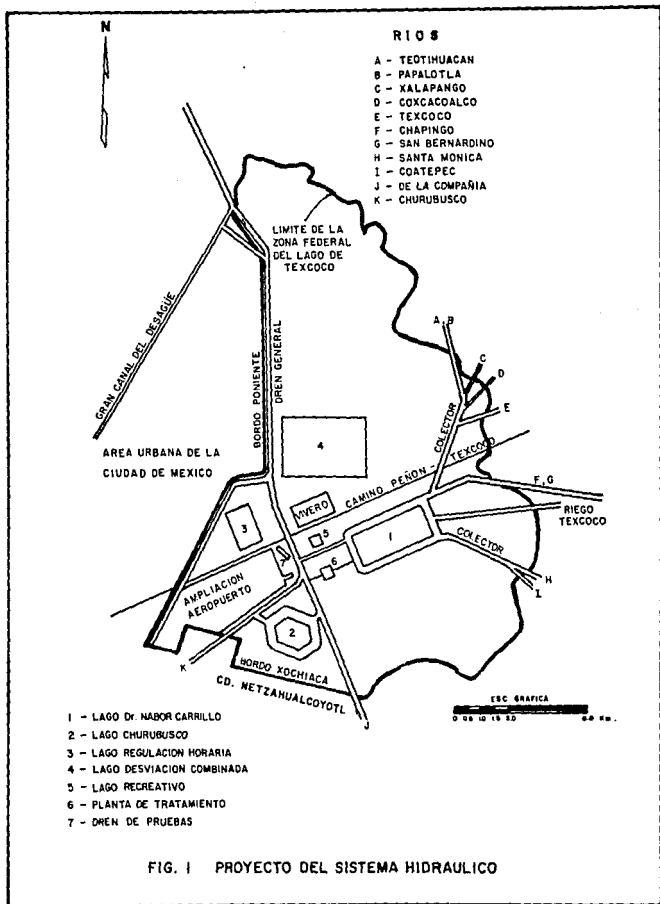 N
RIOS
A - TEOTIHUACAN
B - PAPALOTLA
C - XALAPANGO
D - COXCACOALCO
E - TEXCOCO
F - CHAPINGO
G - SAN BERNARDINO
H - SANTA MONICA
I - COATEPEC
J - DE LA COMPAÑIA
K - CHURUBUSCO
LIMITE DE LA
ZONA FEDERAL
DEL LAGO DE
TEXCOCO
GRAN CANAL DEL DESAGÜE
BORDO PONIENTE
DREN GENERAL
A,B
C
D
E
COLECTOR
AREA URBANA DE LA
CIUDAD DE MEXICO
4
CAMINO PEÑON - TEXCOCO
F,G
RIEGO
TEXCOCO
VIVERO
3
5
1
COLECTOR
7
6
H
I
AMPLIACION
AEROPUERTO
2
K
BORDO XOCHIACA
CD. NETZAHUALCOYOTL
J
ESC GRAFICA
Km.
1 - LAGO Dr. NABOR CARRILLO
2 - LAGO CHURUBUSCO
3 - LAGO REGULACION HORARIA
4 - LAGO DESVIACION COMBINADA
5 - LAGO RECREATIVO
6 - PLANTA DE TRATAMIENTO
7 - DREN DE PRUEBAS
FIG. 1 PROYECTO DEL SISTEMA HIDRAULICO